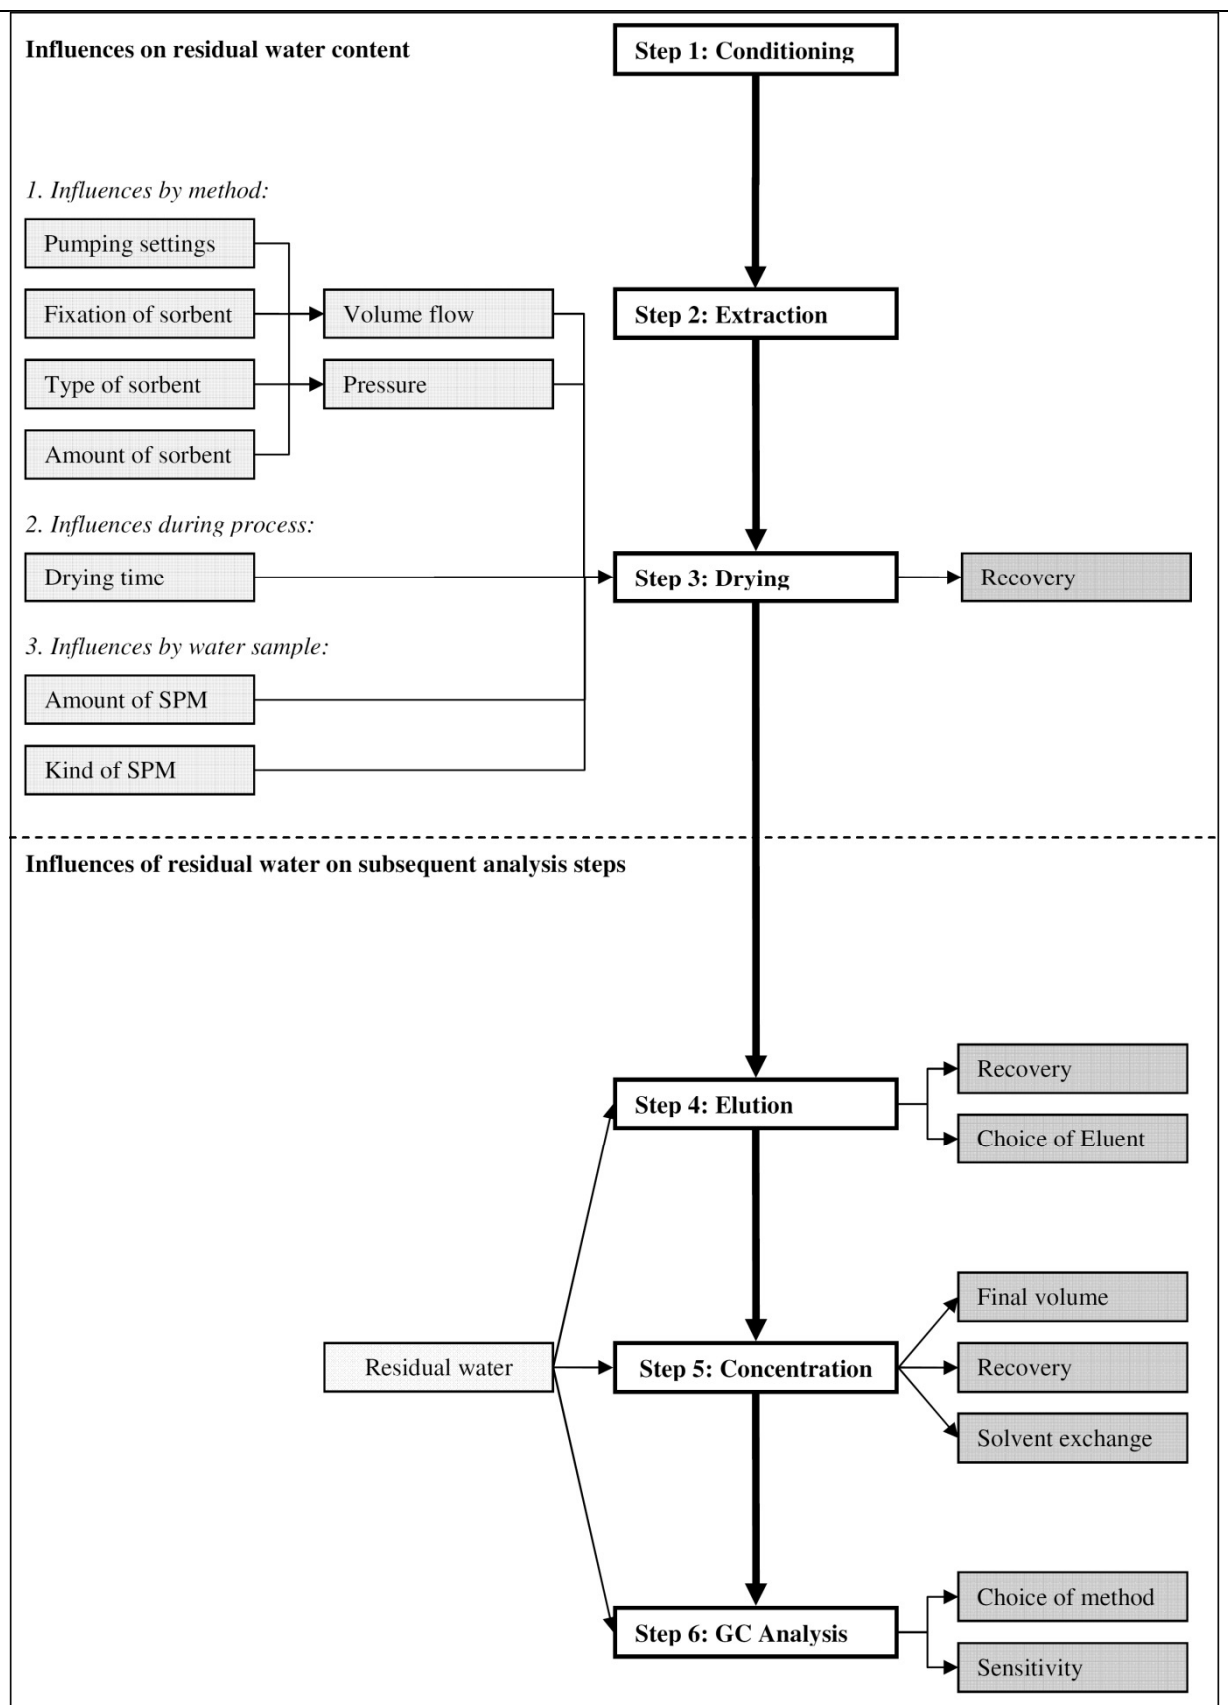 Influences on residual water content
Step 1: Conditioning
1. Influences by method:
Pumping settings
Fixation of sorbent
Volume flow
Step 2: Extraction
Type of sorbent
Pressure
Amount of sorbent
2. Influences during process:
Drying time
Step 3: Drying
Recovery
3. Influences by water sample:
Amount of SPM
Kind of SPM
Influences of residual water on subsequent analysis steps
Step 4: Elution
Recovery
Choice of Eluent
Residual water
Step 5: Concentration
Final volume
Recovery
Solvent exchange
Step 6: GC Analysis
Choice of method
Sensitivity